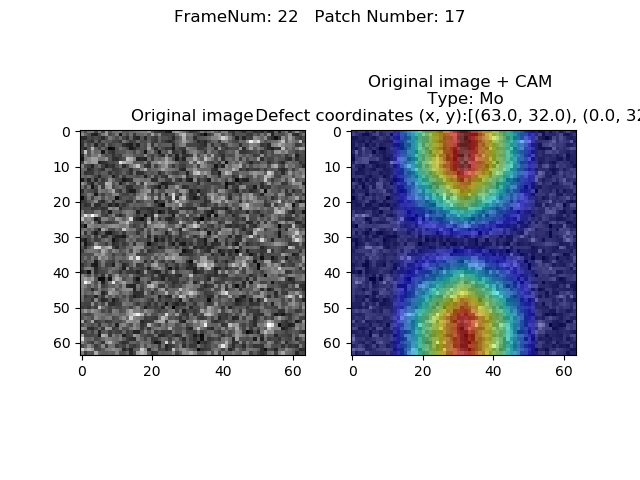 FrameNum: 22   Patch Number: 17
Original image + CAM
Type: Mo
Original image
Defect coordinates (x, y):[(63.0, 32.0), (0.0, 32
0
10
20
30
40
50
60
0 20 40 60
0
10
20
30
40
50
60
0 20 40 60